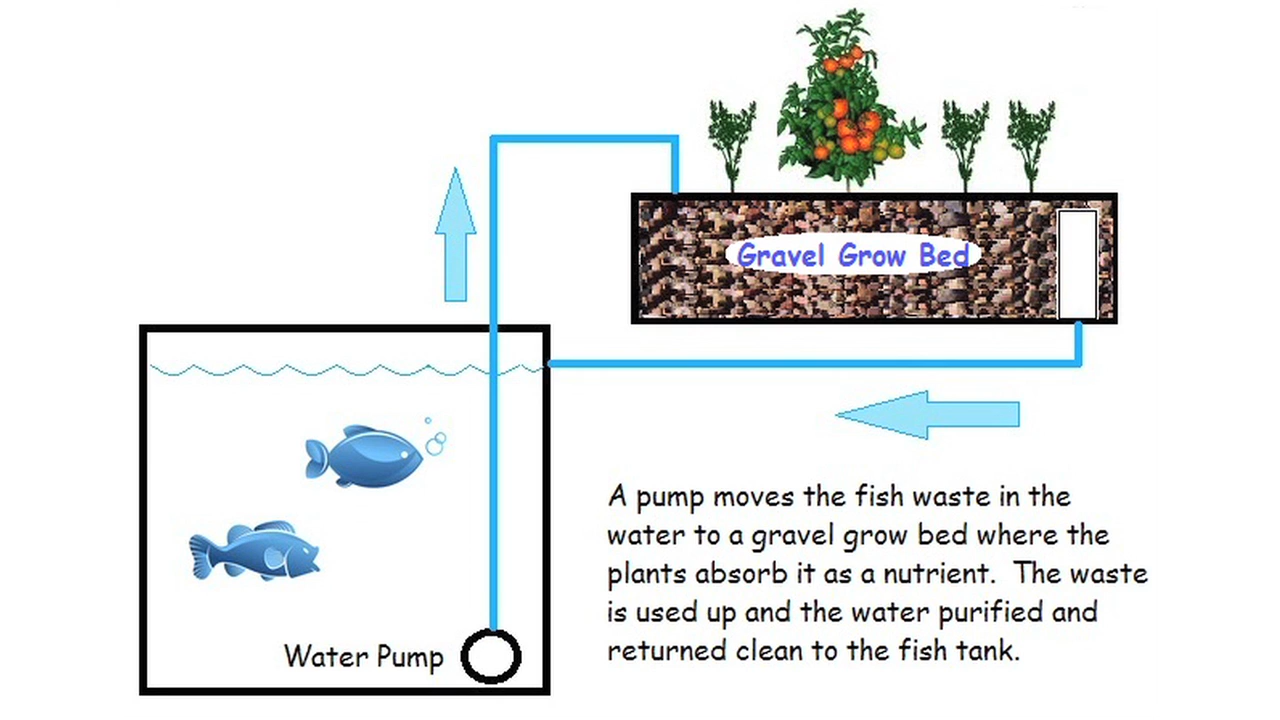 Gravel Grow Bed
A pump moves the fish waste in the
water to a gravel grow bed where the
plants absorb it as a nutrient.  The waste
is used up and the water purified and
returned clean to the fish tank.
Water Pump